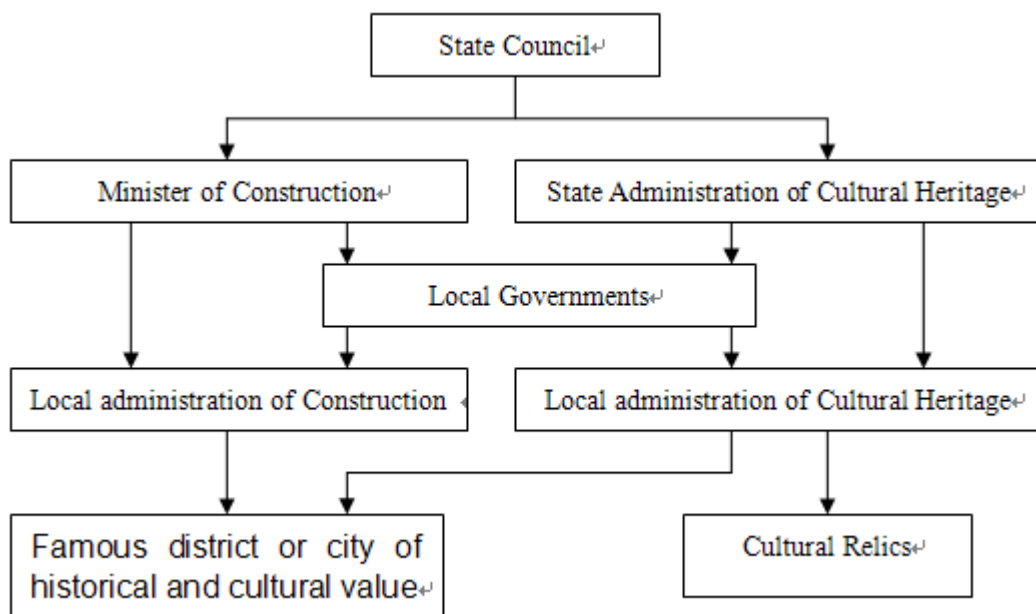 State Council
Minister of Construction
State Administration of Cultural Heritage
Local Governments
Local administration of Construction
Local administration of Cultural Heritage
Famous district or city of
historical and cultural value
Cultural Relics